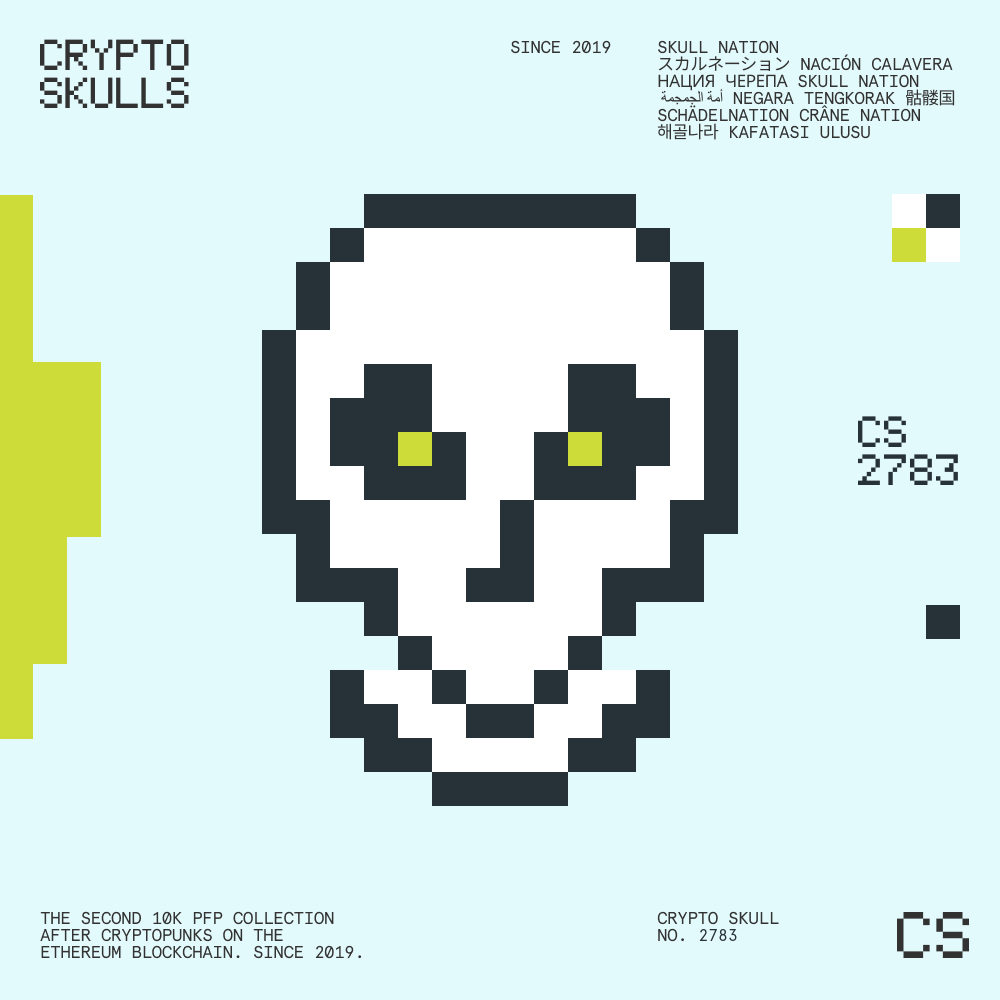 CRYPTO
SKULLS
SINCE 2019
SKULL NATION
スカルネーション NACIÓN CALAVERA
НАЦИЯ ЧЕРЕПА SKULL NATION
أمة الجمجمة NEGARA TENGKORAK 骷髅国
SCHÄDELNATION CRÂNE NATION
해골나라 KAFATASI ULUSU
CS
2783
THE SECOND 10K PFP COLLECTION
AFTER CRYPTOPUNKS ON THE
ETHEREUM BLOCKCHAIN. SINCE 2019.
CRYPTO SKULL
NO. 2783
CS